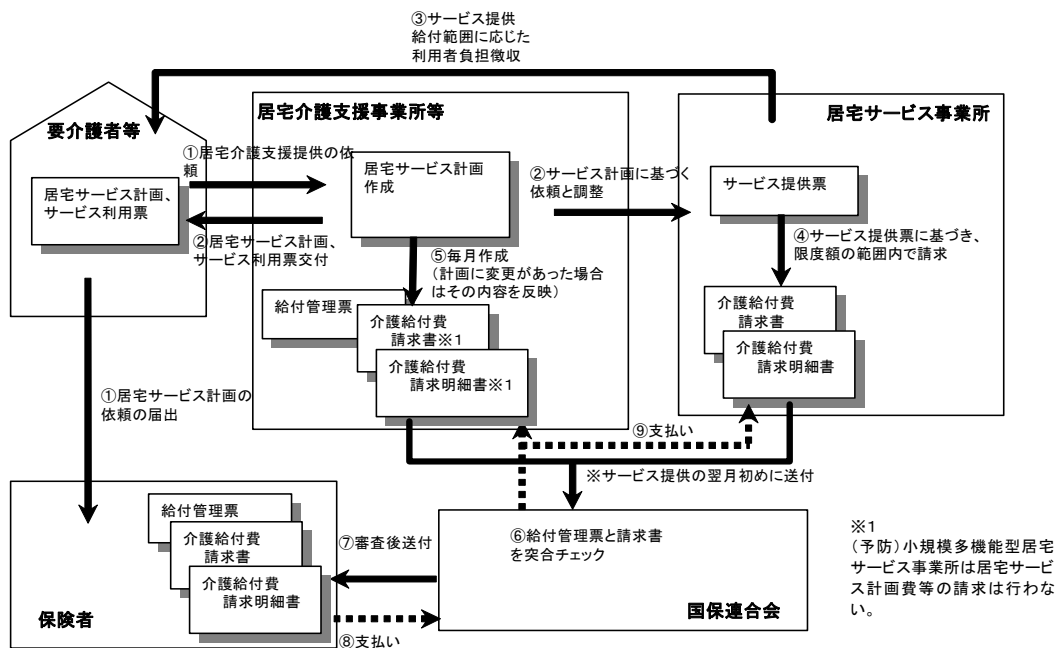 ③サービス提供
給付範囲に応じた
利用者負担徴収
要介護者等
居宅サービス計画、
サービス利用票
①居宅介護支援提供の依
頼
②居宅サービス計画、
サービス利用票交付
居宅介護支援事業所等
居宅サービス計画
作成
②サービス計画に基づく
依頼と調整
⑤毎月作成
(計画に変更があった場合
はその内容を反映)
給付管理票
介護給付費
請求書※1
介護給付費
請求明細書※1
居宅サービス事業所
サービス提供票
④サービス提供票に基づき、
限度額の範囲内で請求
介護給付費
請求書
介護給付費
請求明細書
①居宅サービス計画の
依頼の届出
⑨支払い
※サービス提供の翌月初めに送付
給付管理票
介護給付費
請求書
介護給付費
請求明細書
保険者
⑦審査後送付
⑧支払い
⑥給付管理票と請求書
を突合チェック
国保連合会
※1
(予防)小規模多機能型居宅
サービス事業所は居宅サービ
ス計画費等の請求は行わな
い。